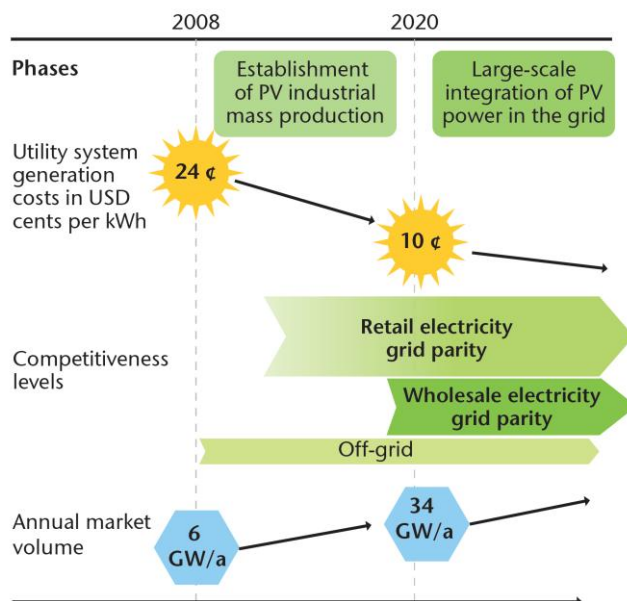 2008
2020
Phases
Establishment
of PV industrial
mass production
Large-scale
integration of PV
power in the grid
Utility system
generation
costs in USD
cents per kWh
24 ¢
10 ¢
Competitiveness
levels
Retail electricity
grid parity
Wholesale electricity
grid parity
Off-grid
Annual market
volume
6
GW/a
34
GW/a